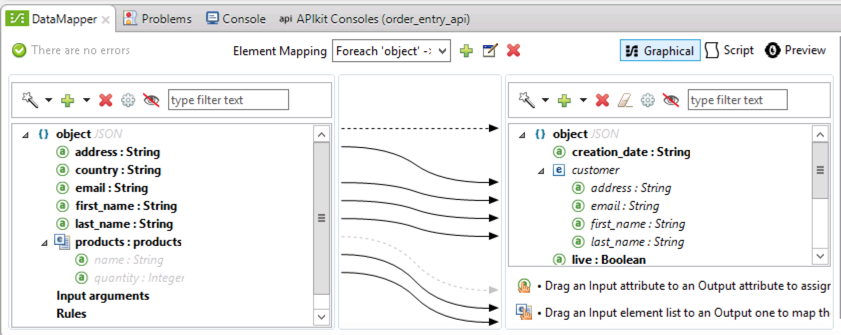 DataMapper Problems Console api APIkit Consoles (order_entry_api)
There are no errors Element Mapping Foreach 'object' -> Graphical Script Preview
type filter text type filter text
{} object JSON
a address : String
a country : String
a email : String
a first_name : String
a last_name : String
e products : products
a name : String
a quantity : Integer
Input arguments
Rules
{} object JSON
a creation_date : String
e customer
a address : String
a email : String
a first_name : String
a last_name : String
a live : Boolean
• Drag an Input attribute to an Output attribute to assigr
• Drag an Input element list to an Output one to map th